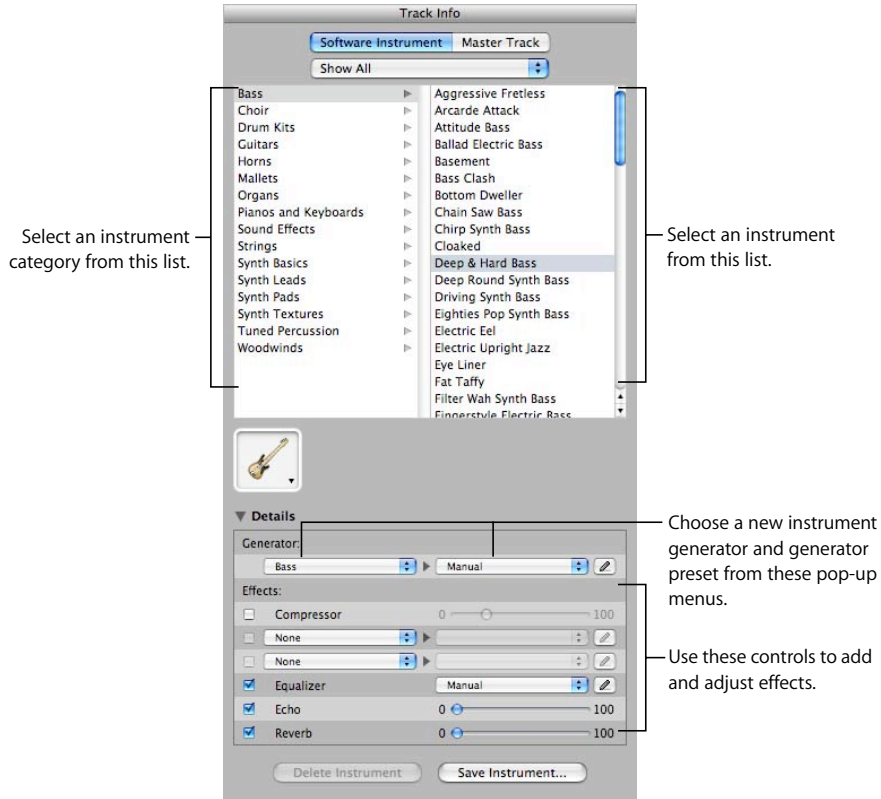 Track Info
Software Instrument Master Track
Show All
Bass
Choir
Drum Kits
Guitars
Horns
Mallets
Organs
Pianos and Keyboards
Sound Effects
Strings
Synth Basics
Synth Leads
Synth Pads
Synth Textures
Tuned Percussion
Woodwinds
Aggressive Fretless
Arcarde Attack
Attitude Bass
Ballad Electric Bass
Basement
Bass Clash
Bottom Dweller
Chain Saw Bass
Chirp Synth Bass
Cloaked
Deep & Hard Bass
Deep Round Synth Bass
Driving Synth Bass
Eighties Pop Synth Bass
Electric Eel
Electric Upright Jazz
Eye Liner
Fat Taffy
Filter Wah Synth Bass
Fingerstyle Electric Bass
Select an instrument
category from this list.
Select an instrument
from this list.
Details
Generator:
Bass Manual
Effects:
Compressor 0 100
None
None
Equalizer Manual
Echo 0 100
Reverb 0 100
Delete Instrument Save Instrument...
Choose a new instrument
generator and generator
preset from these pop-up
menus.
Use these controls to add
and adjust effects.